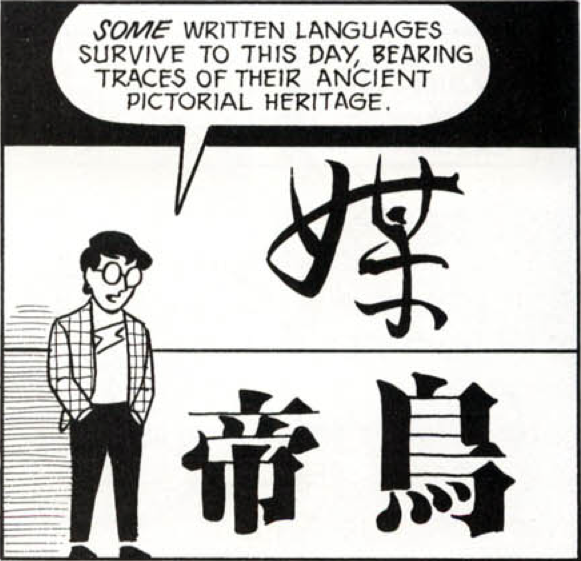 SOME WRITTEN LANGUAGES
SURVIVE TO THIS DAY, BEARING
TRACES OF THEIR ANCIENT
PICTORIAL HERITAGE.
媒
帝 鳥